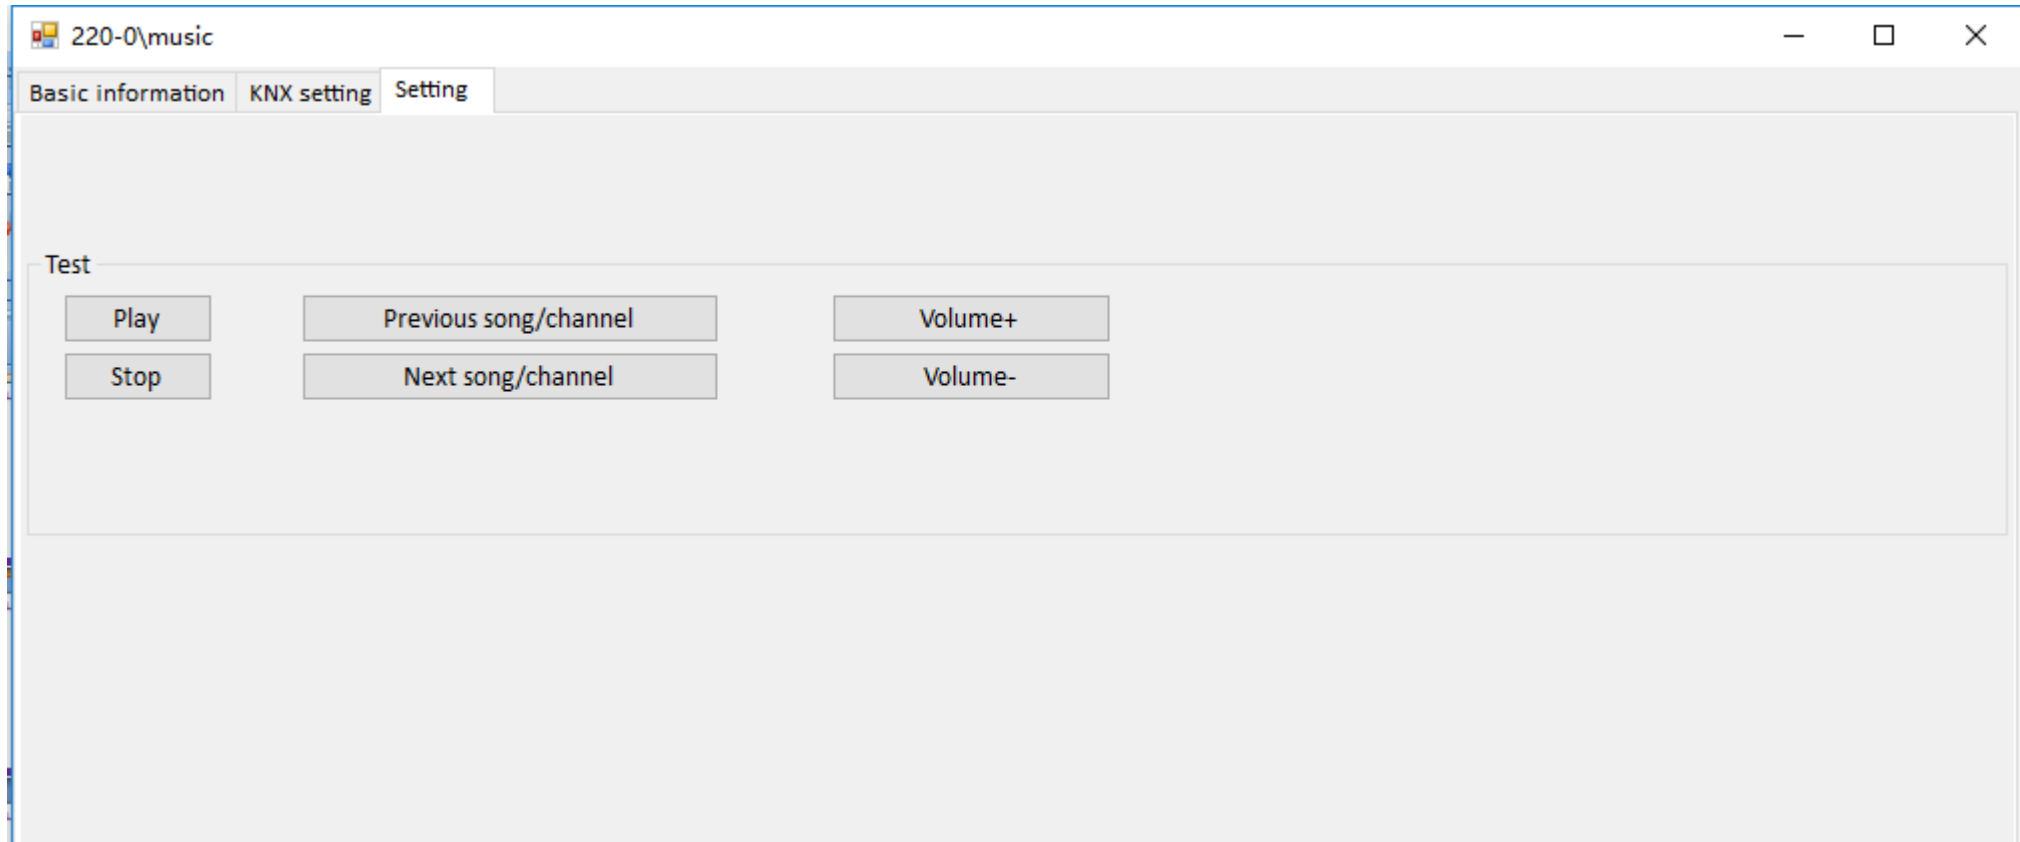 220-0\music
Basic information KNX setting Setting
Test
Play Previous song/channel Volume+
Stop Next song/channel Volume-